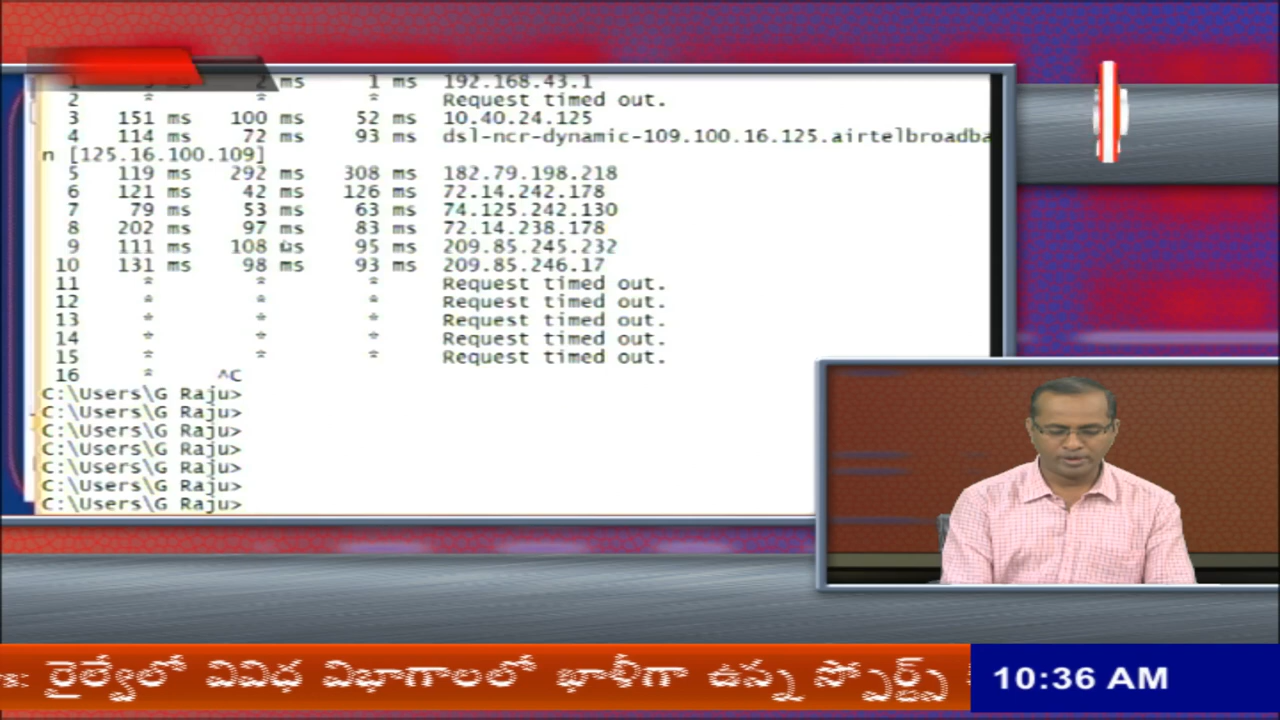 1 2 ms 1 ms 192.168.43.1
2 * * * Request timed out.
3 151 ms 100 ms 52 ms 10.40.24.125
4 114 ms 72 ms 93 ms dsl-ncr-dynamic-109.100.16.125.airtelbroadba
n [125.16.100.109]
5 119 ms 292 ms 308 ms 182.79.198.218
6 121 ms 42 ms 126 ms 72.14.242.178
7 79 ms 53 ms 63 ms 74.125.242.130
8 202 ms 97 ms 83 ms 72.14.238.178
9 111 ms 108 ms 95 ms 209.85.245.232
10 131 ms 98 ms 93 ms 209.85.246.17
11 * * * Request timed out.
12 * * * Request timed out.
13 * * * Request timed out.
14 * * * Request timed out.
15 * * * Request timed out.
16 * ^C
C:\Users\G Raju>
C:\Users\G Raju>
C:\Users\G Raju>
C:\Users\G Raju>
C:\Users\G Raju>
C:\Users\G Raju>
C:\Users\G Raju>
రైల్వేలో వివిధ విభాగాలలో ఖాళీగా ఉన్న స్పోర్ట్స్
10:36 AM